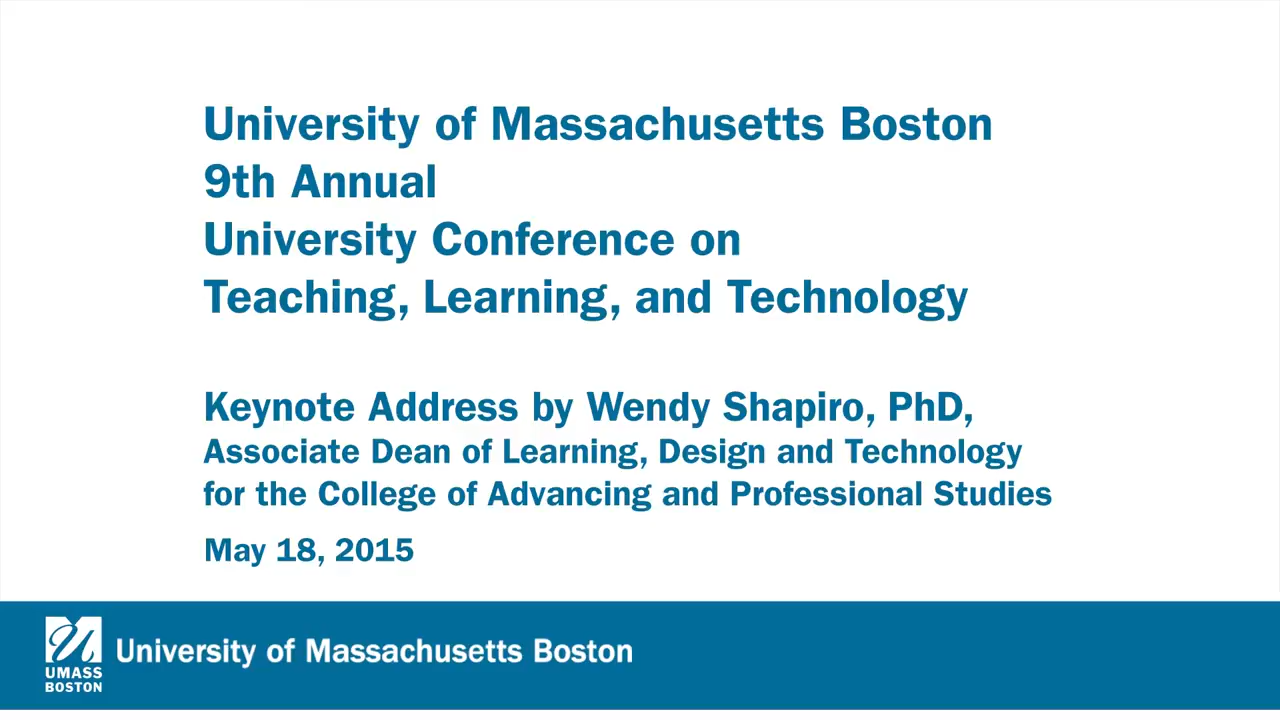 University of Massachusetts Boston
9th Annual
University Conference on
Teaching, Learning, and Technology
Keynote Address by Wendy Shapiro, PhD,
Associate Dean of Learning, Design and Technology
for the College of Advancing and Professional Studies
May 18, 2015
University of Massachusetts Boston
UMASS
BOSTON